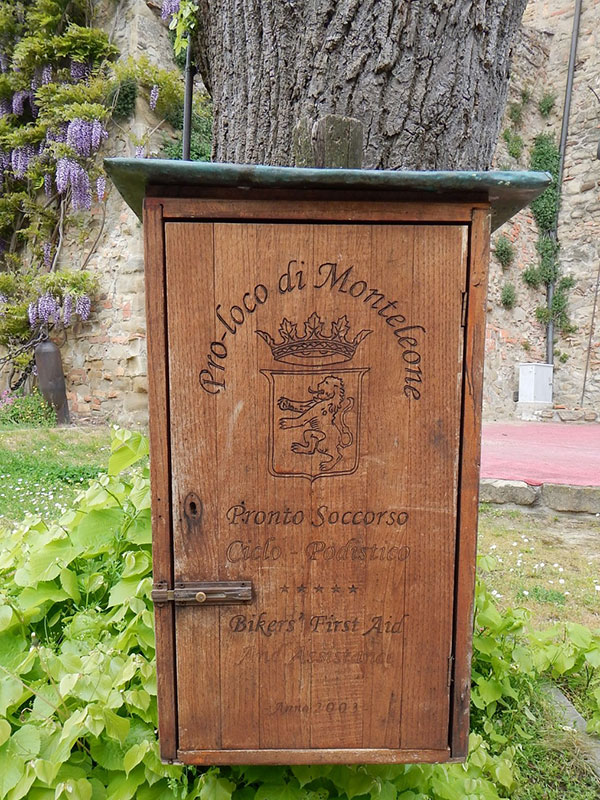 Pro-loco di Monteleone
Pronto Soccorso
Ciclo - Podistico
★★★★★
Bikers' First Aid
And Assistance
Anno 2003